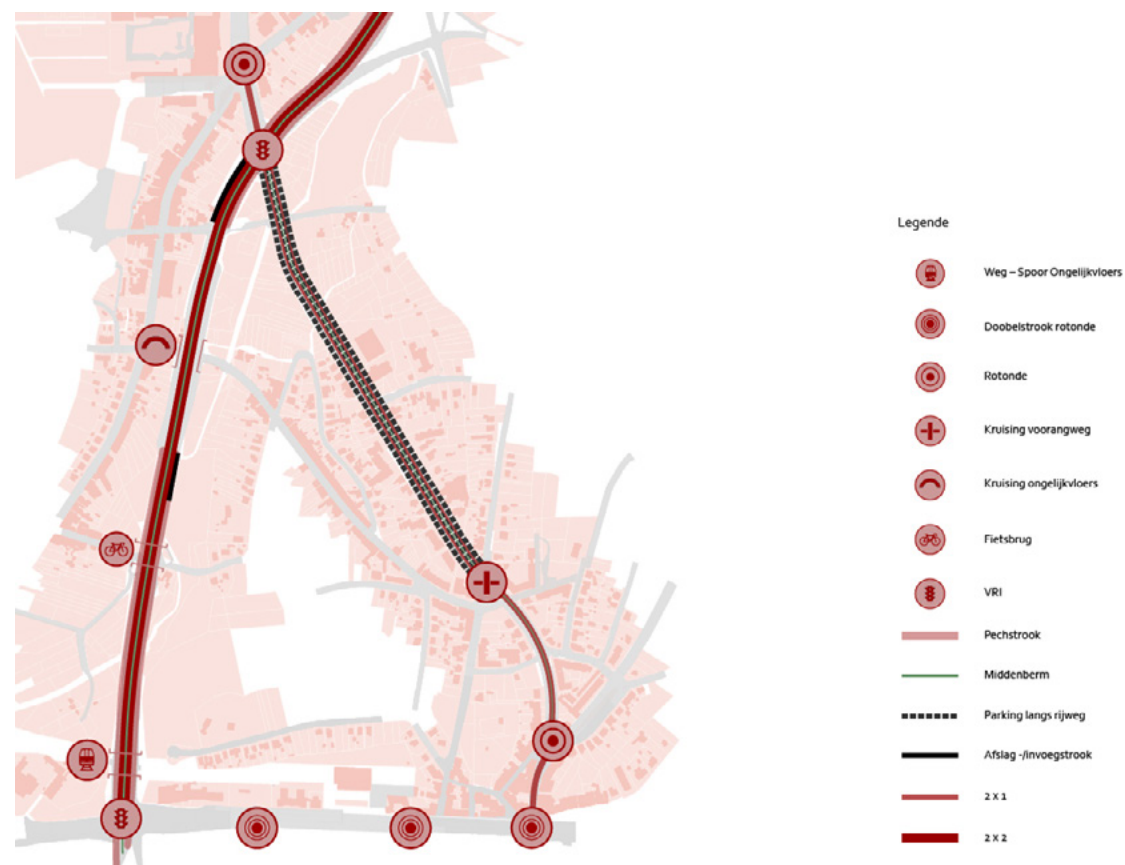 Legende
Weg – Spoor Ongelijkvloers
Doobelstrook rotonde
Rotonde
Kruising voorangweg
Kruising ongelijkvloers
Fietsbrug
VRI
Pechstrook
Middenberm
Parking langs rijweg
Afslag -/invoegstrook
2 X 1
2 X 2